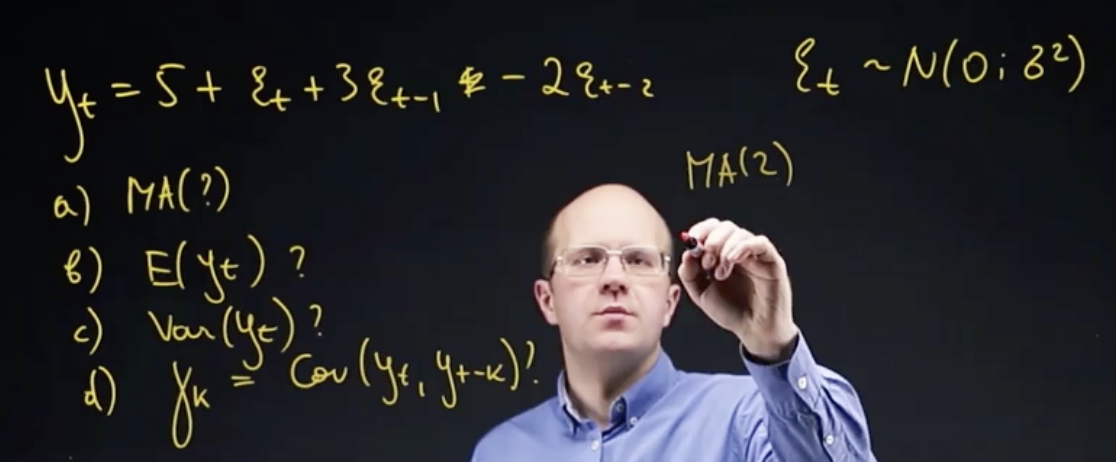 yₜ = 5 + εₜ + 3εₜ₋₁ - 2εₜ₋₂
εₜ ~ N(0; δ²)
MA(2)
a) MA(?)
б) E(yₜ) ?
c) Var(yₜ) ?
d) γₖ = Cov(yₜ, yₜ₋ₖ)?